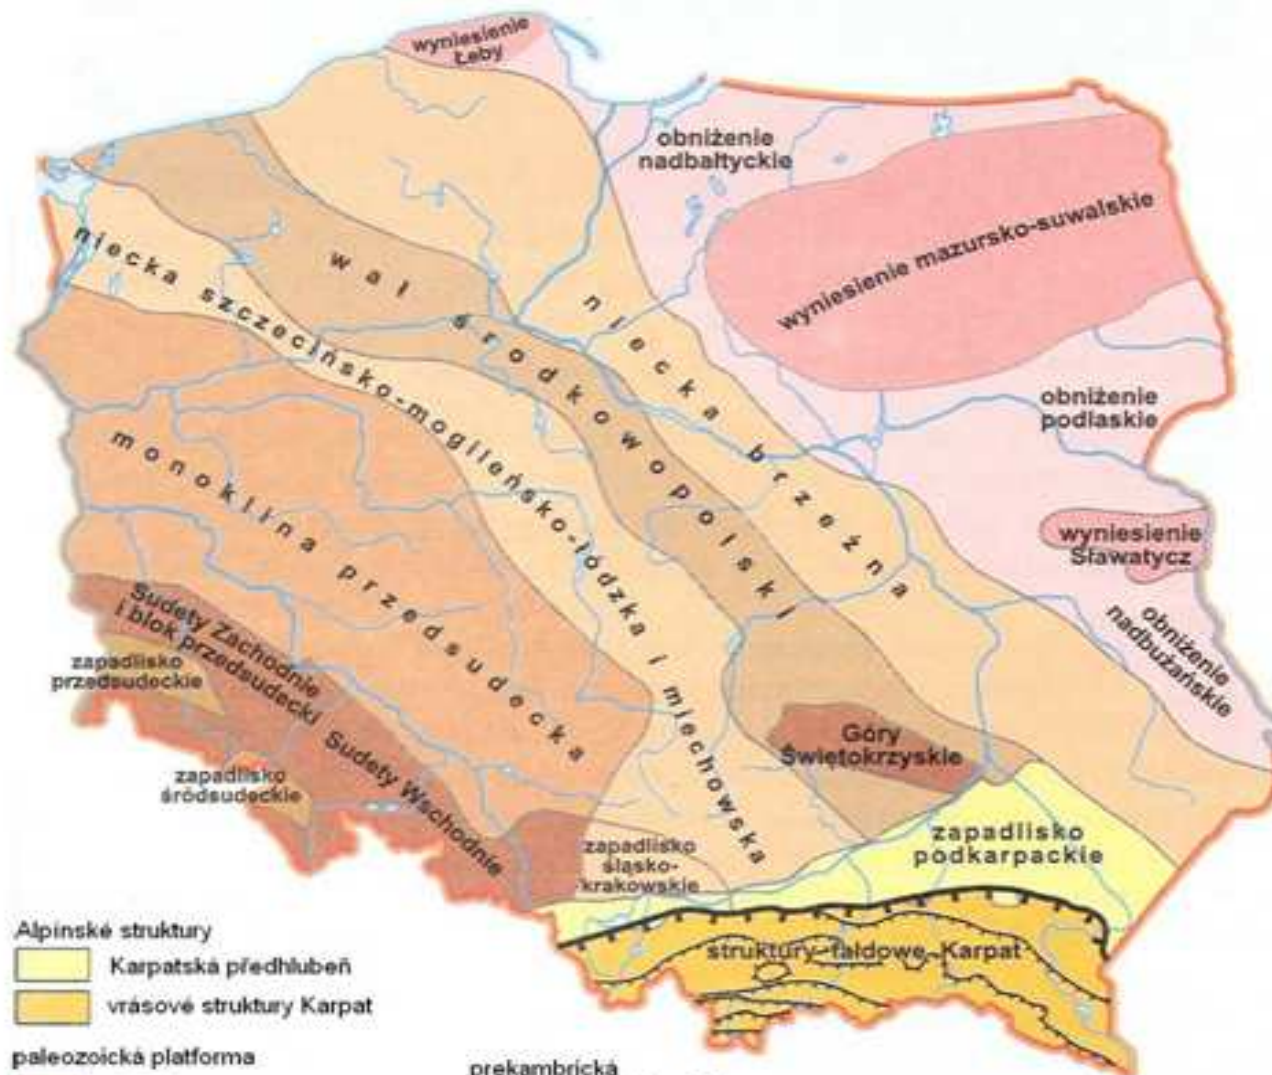 wyniesienie
Łeby
obniżenie
nadbałtyckie
wyniesienie mazursko-suwalskie
niecka szczecińsko-mogileńsko-łódzka i miechowska
wał środkowopolski
niecka brzeżna
obniżenie
podlaskie
monoklina przedsudecka
wyniesienie
Sławatycz
obniżenie
nadbużańskie
Sudety Zachodnie
i blok przedsudecki
zapadlisko
przedsudeckie
Sudety Wschodnie
zapadlisko
śródsudeckie
Góry
Świętokrzyskie
zapadlisko
śląsko-
-krakowskie
zapadlisko
podkarpackie
struktury fałdowe Karpat
Alpínské struktury
Karpatská předhlubeň
vrásové struktury Karpat
paleozoická platforma
prekambrická